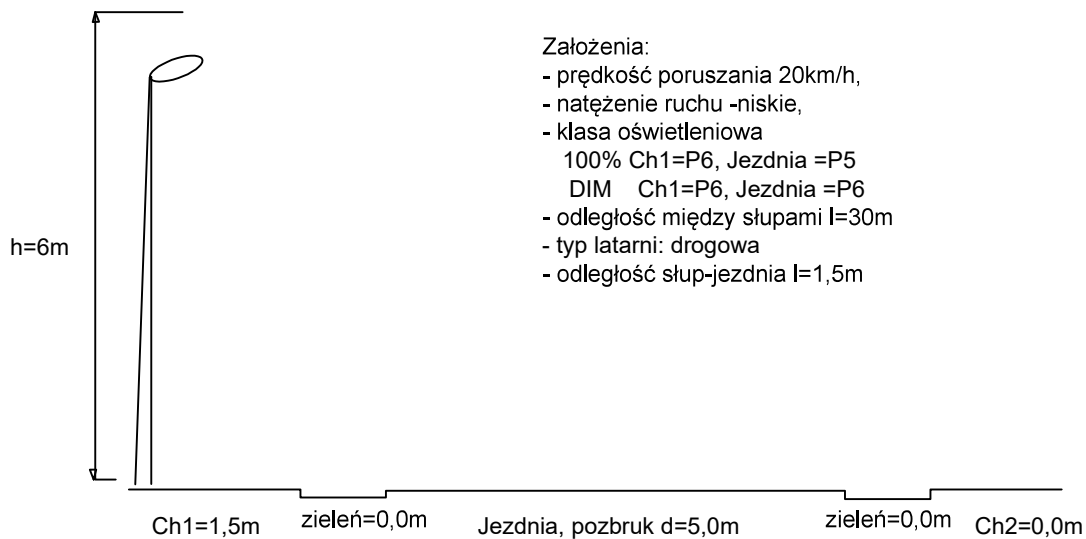 Założenia:
- prędkość poruszania 20km/h,
- natężenie ruchu -niskie,
- klasa oświetleniowa
100% Ch1=P6, Jezdnia =P5
DIM Ch1=P6, Jezdnia =P6
- odległość między słupami l=30m
- typ latarni: drogowa
- odległość słup-jezdnia l=1,5m
h=6m
Ch1=1,5m
zieleń=0,0m
Jezdnia, pozbruk d=5,0m
zieleń=0,0m
Ch2=0,0m